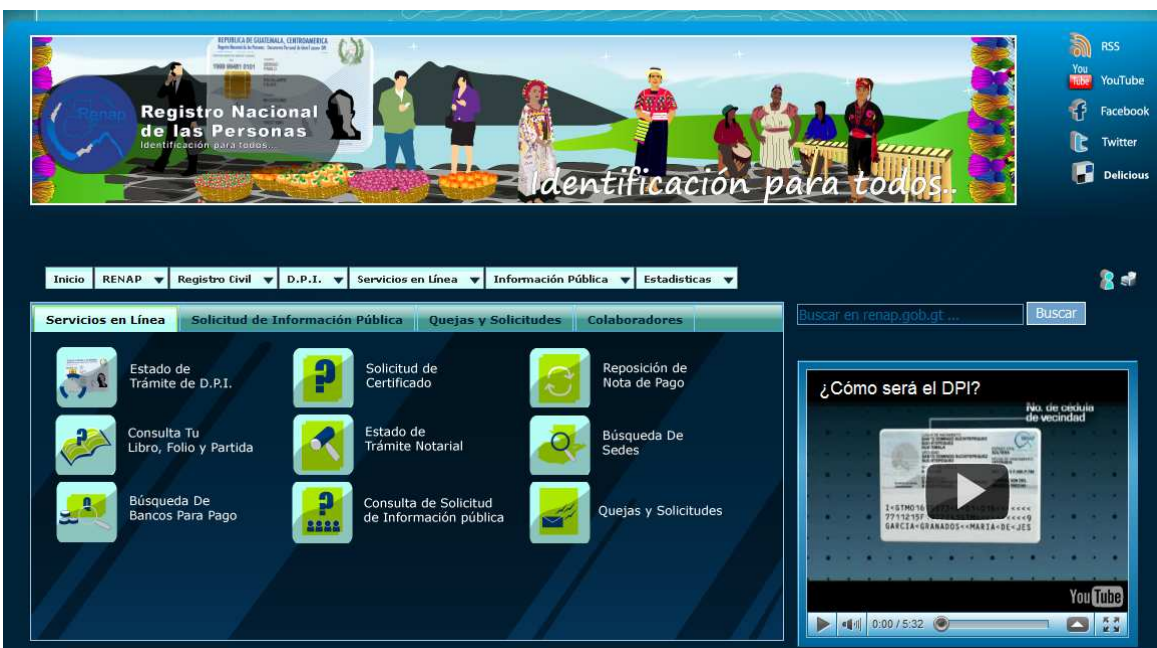 REPUBLICA DE GUATEMALA, CENTROAMERICA
Renap
Registro Nacional
de las Personas
Identificación para todos...
Identificación para todos..
RSS
YouTube
Facebook
Twitter
Delicious
Inicio
RENAP
Registro Civil
D.P.I.
Servicios en Línea
Información Pública
Estadisticas
Servicios en Línea
Solicitud de Información Pública
Quejas y Solicitudes
Colaboradores
Buscar en renap.gob.gt ...
Buscar
Estado de
Trámite de D.P.I.
Solicitud de
Certificado
Reposición de
Nota de Pago
Consulta Tu
Libro, Folio y Partida
Estado de
Trámite Notarial
Búsqueda De
Sedes
Búsqueda De
Bancos Para Pago
Consulta de Solicitud
de Información pública
Quejas y Solicitudes
¿Cómo será el DPI?
No. de cédula
de vecindad
GARCIA<GRANADOS<<MARIA<DE<JES
YouTube
0:00 / 5:32